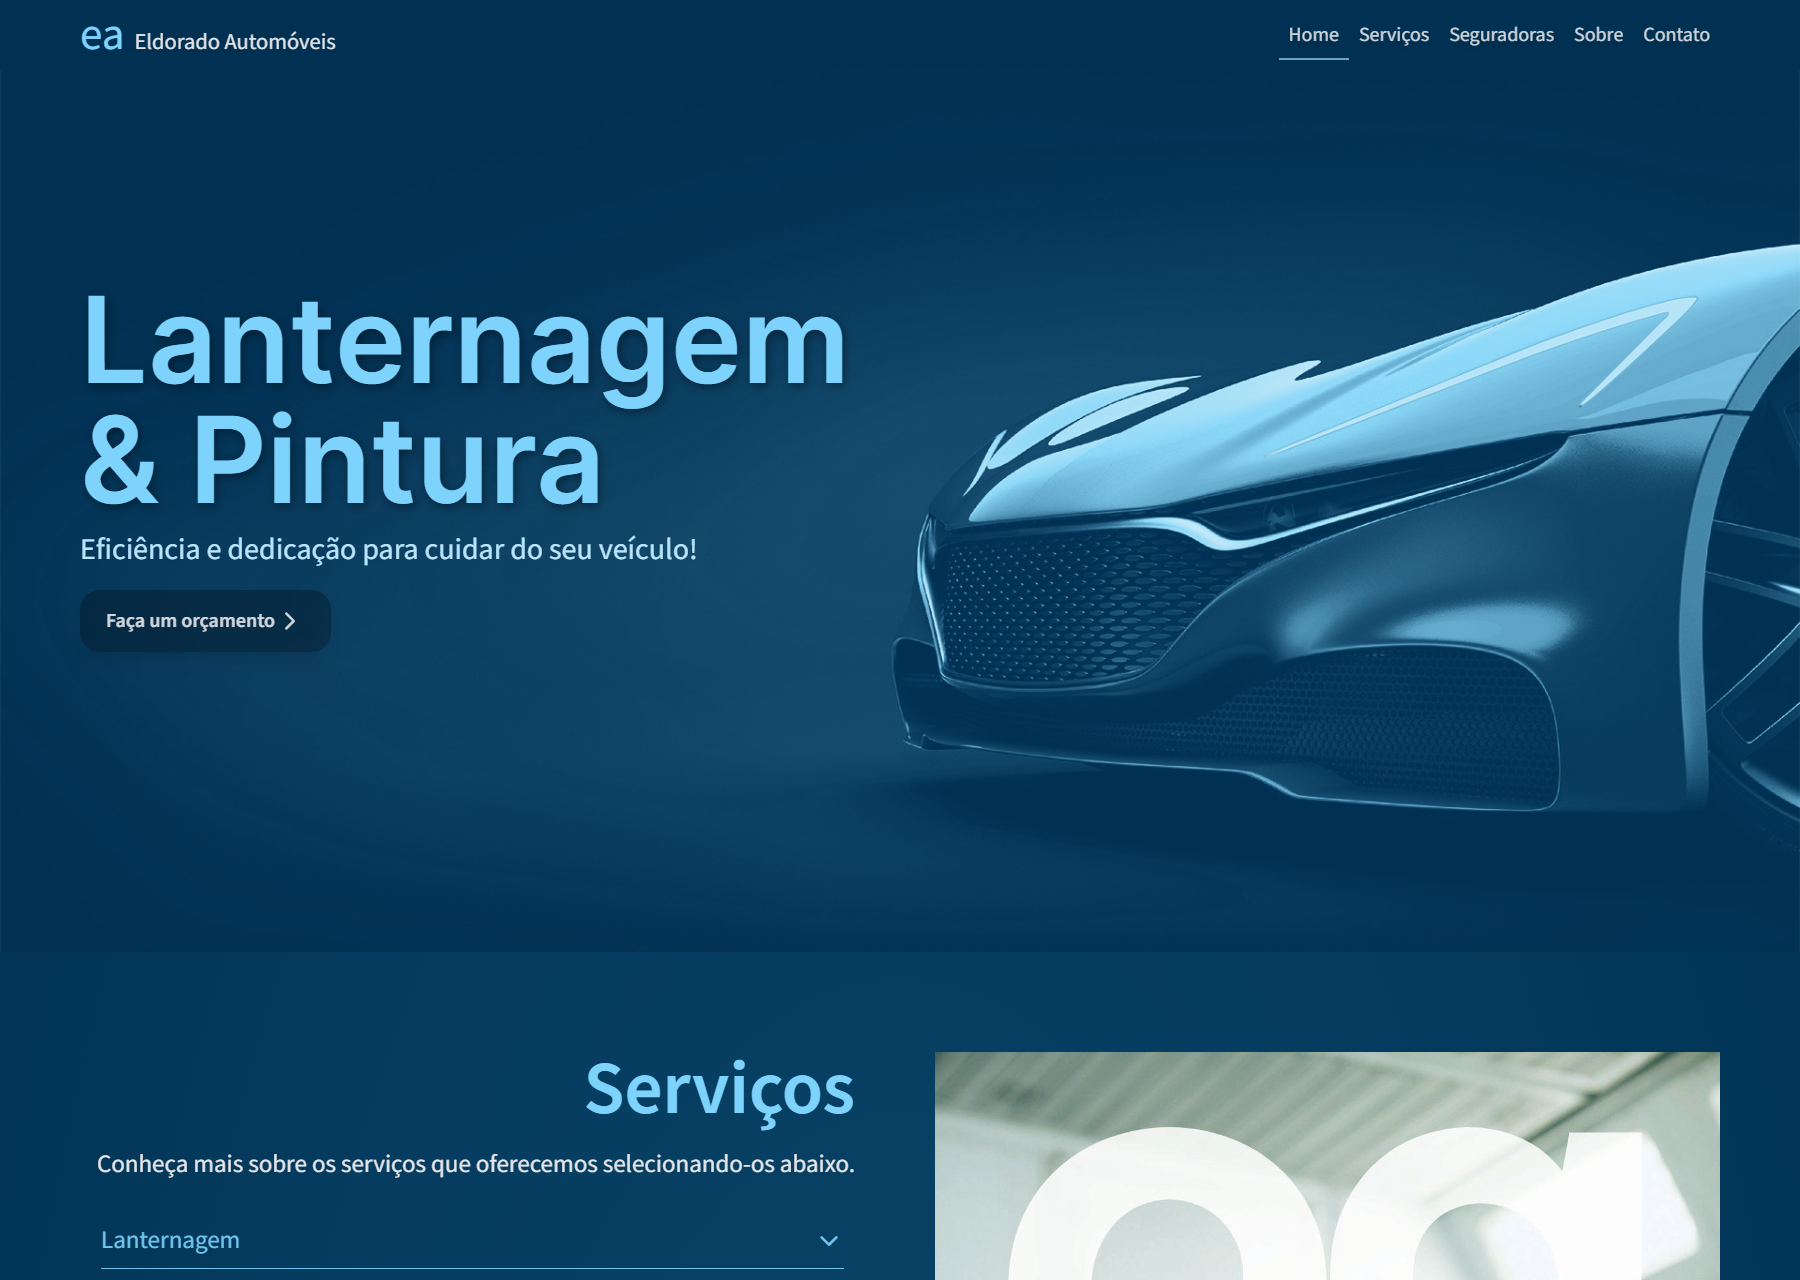 ea Eldorado Automóveis
Home Serviços Seguradoras Sobre Contato
Lanternagem
& Pintura
Eficiência e dedicação para cuidar do seu veículo!
Faça um orçamento
Serviços
Conheça mais sobre os serviços que oferecemos selecionando-os abaixo.
Lanternagem